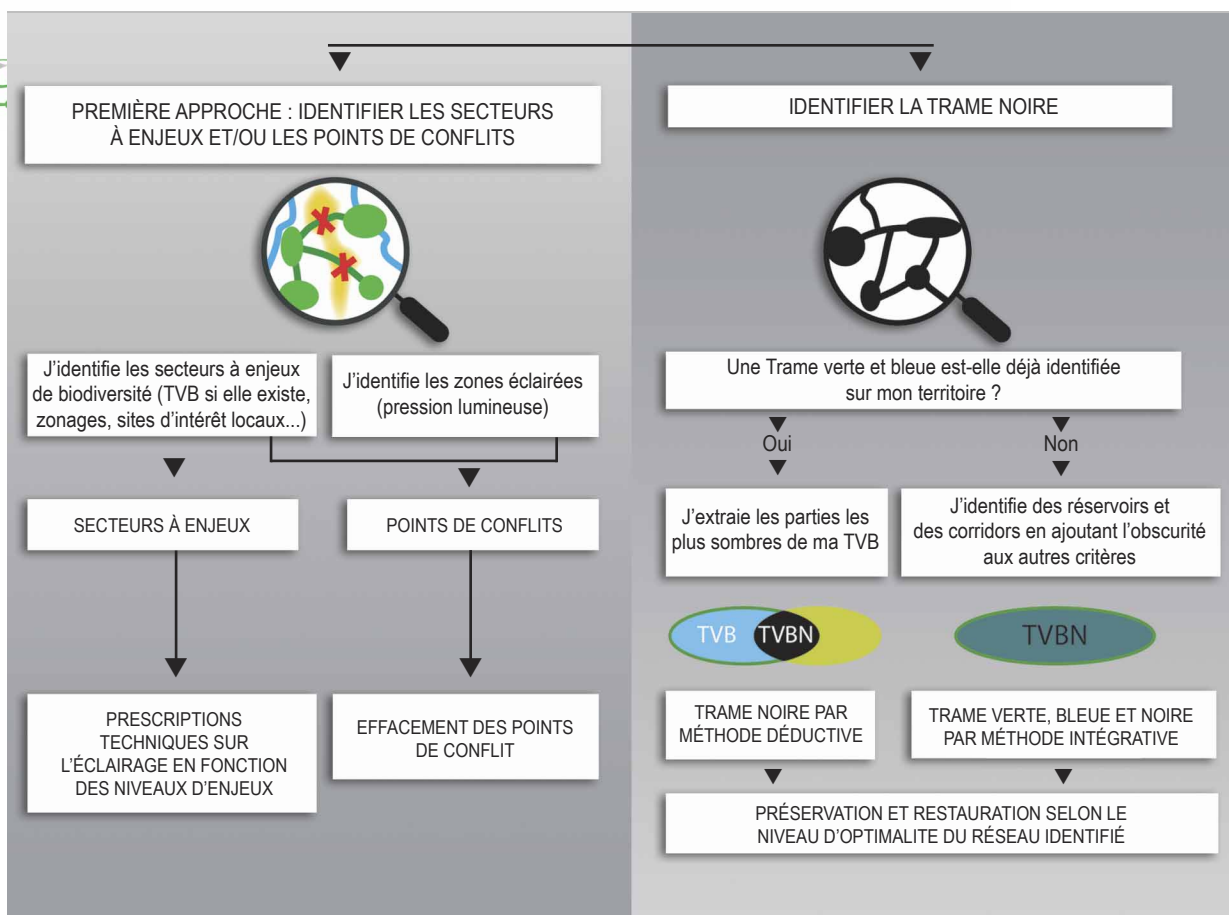 PREMIÈRE APPROCHE : IDENTIFIER LES SECTEURS
À ENJEUX ET/OU LES POINTS DE CONFLITS
J’identifie les secteurs à enjeux
de biodiversité (TVB si elle existe,
zonages, sites d’intérêt locaux...)
J’identifie les zones éclairées
(pression lumineuse)
SECTEURS À ENJEUX
POINTS DE CONFLITS
PRESCRIPTIONS
TECHNIQUES SUR
L’ÉCLAIRAGE EN FONCTION
DES NIVEAUX D’ENJEUX
EFFACEMENT DES POINTS
DE CONFLIT
IDENTIFIER LA TRAME NOIRE
Une Trame verte et bleue est-elle déjà identifiée
sur mon territoire ?
Oui
Non
J’extraie les parties les
plus sombres de ma TVB
J’identifie des réservoirs et
des corridors en ajoutant l’obscurité
aux autres critères
TVB
TVBN
TVBN
TRAME NOIRE PAR
MÉTHODE DÉDUCTIVE
TRAME VERTE, BLEUE ET NOIRE
PAR MÉTHODE INTÉGRATIVE
PRÉSERVATION ET RESTAURATION SELON LE
NIVEAU D’OPTIMALITE DU RÉSEAU IDENTIFIÉ